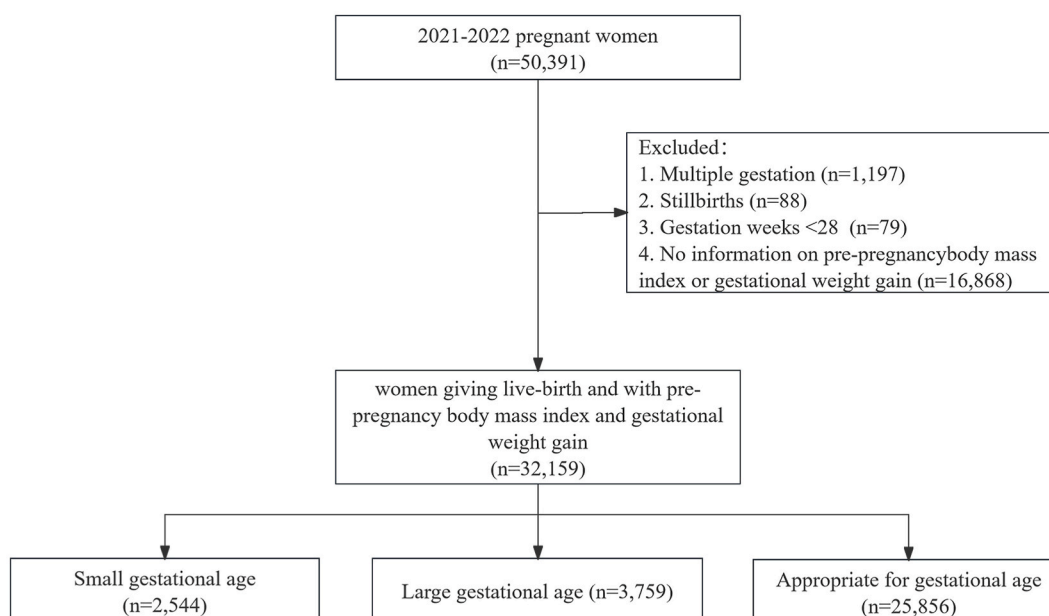 2021-2022 pregnant women
(n=50,391)
Excluded：
1. Multiple gestation (n=1,197)
2. Stillbirths (n=88)
3. Gestation weeks <28 (n=79)
4. No information on pre-pregnancybody mass
index or gestational weight gain (n=16,868)
women giving live-birth and with pre-
pregnancy body mass index and gestational
weight gain
(n=32,159)
Small gestational age
(n=2,544)
Large gestational age (n=3,759)
Appropriate for gestational age
(n=25,856)